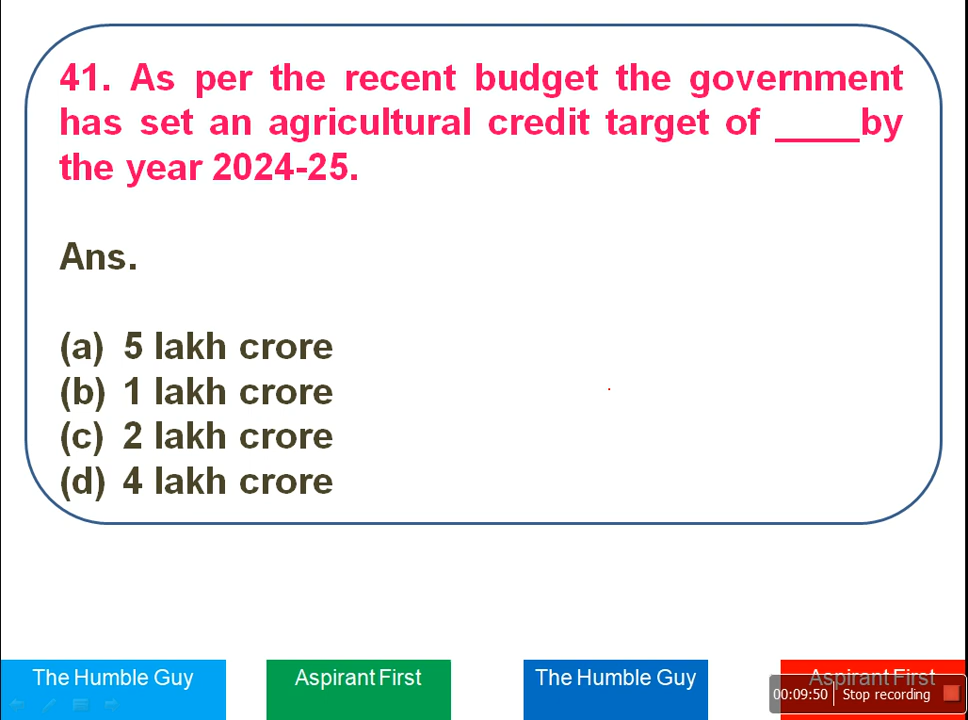 41. As per the recent budget the government
has set an agricultural credit target of ____by
the year 2024-25.
Ans.
(a) 5 lakh crore
(b) 1 lakh crore
(c) 2 lakh crore
(d) 4 lakh crore
The Humble Guy
Aspirant First
The Humble Guy
Aspirant First
00:09:50 Stop recording